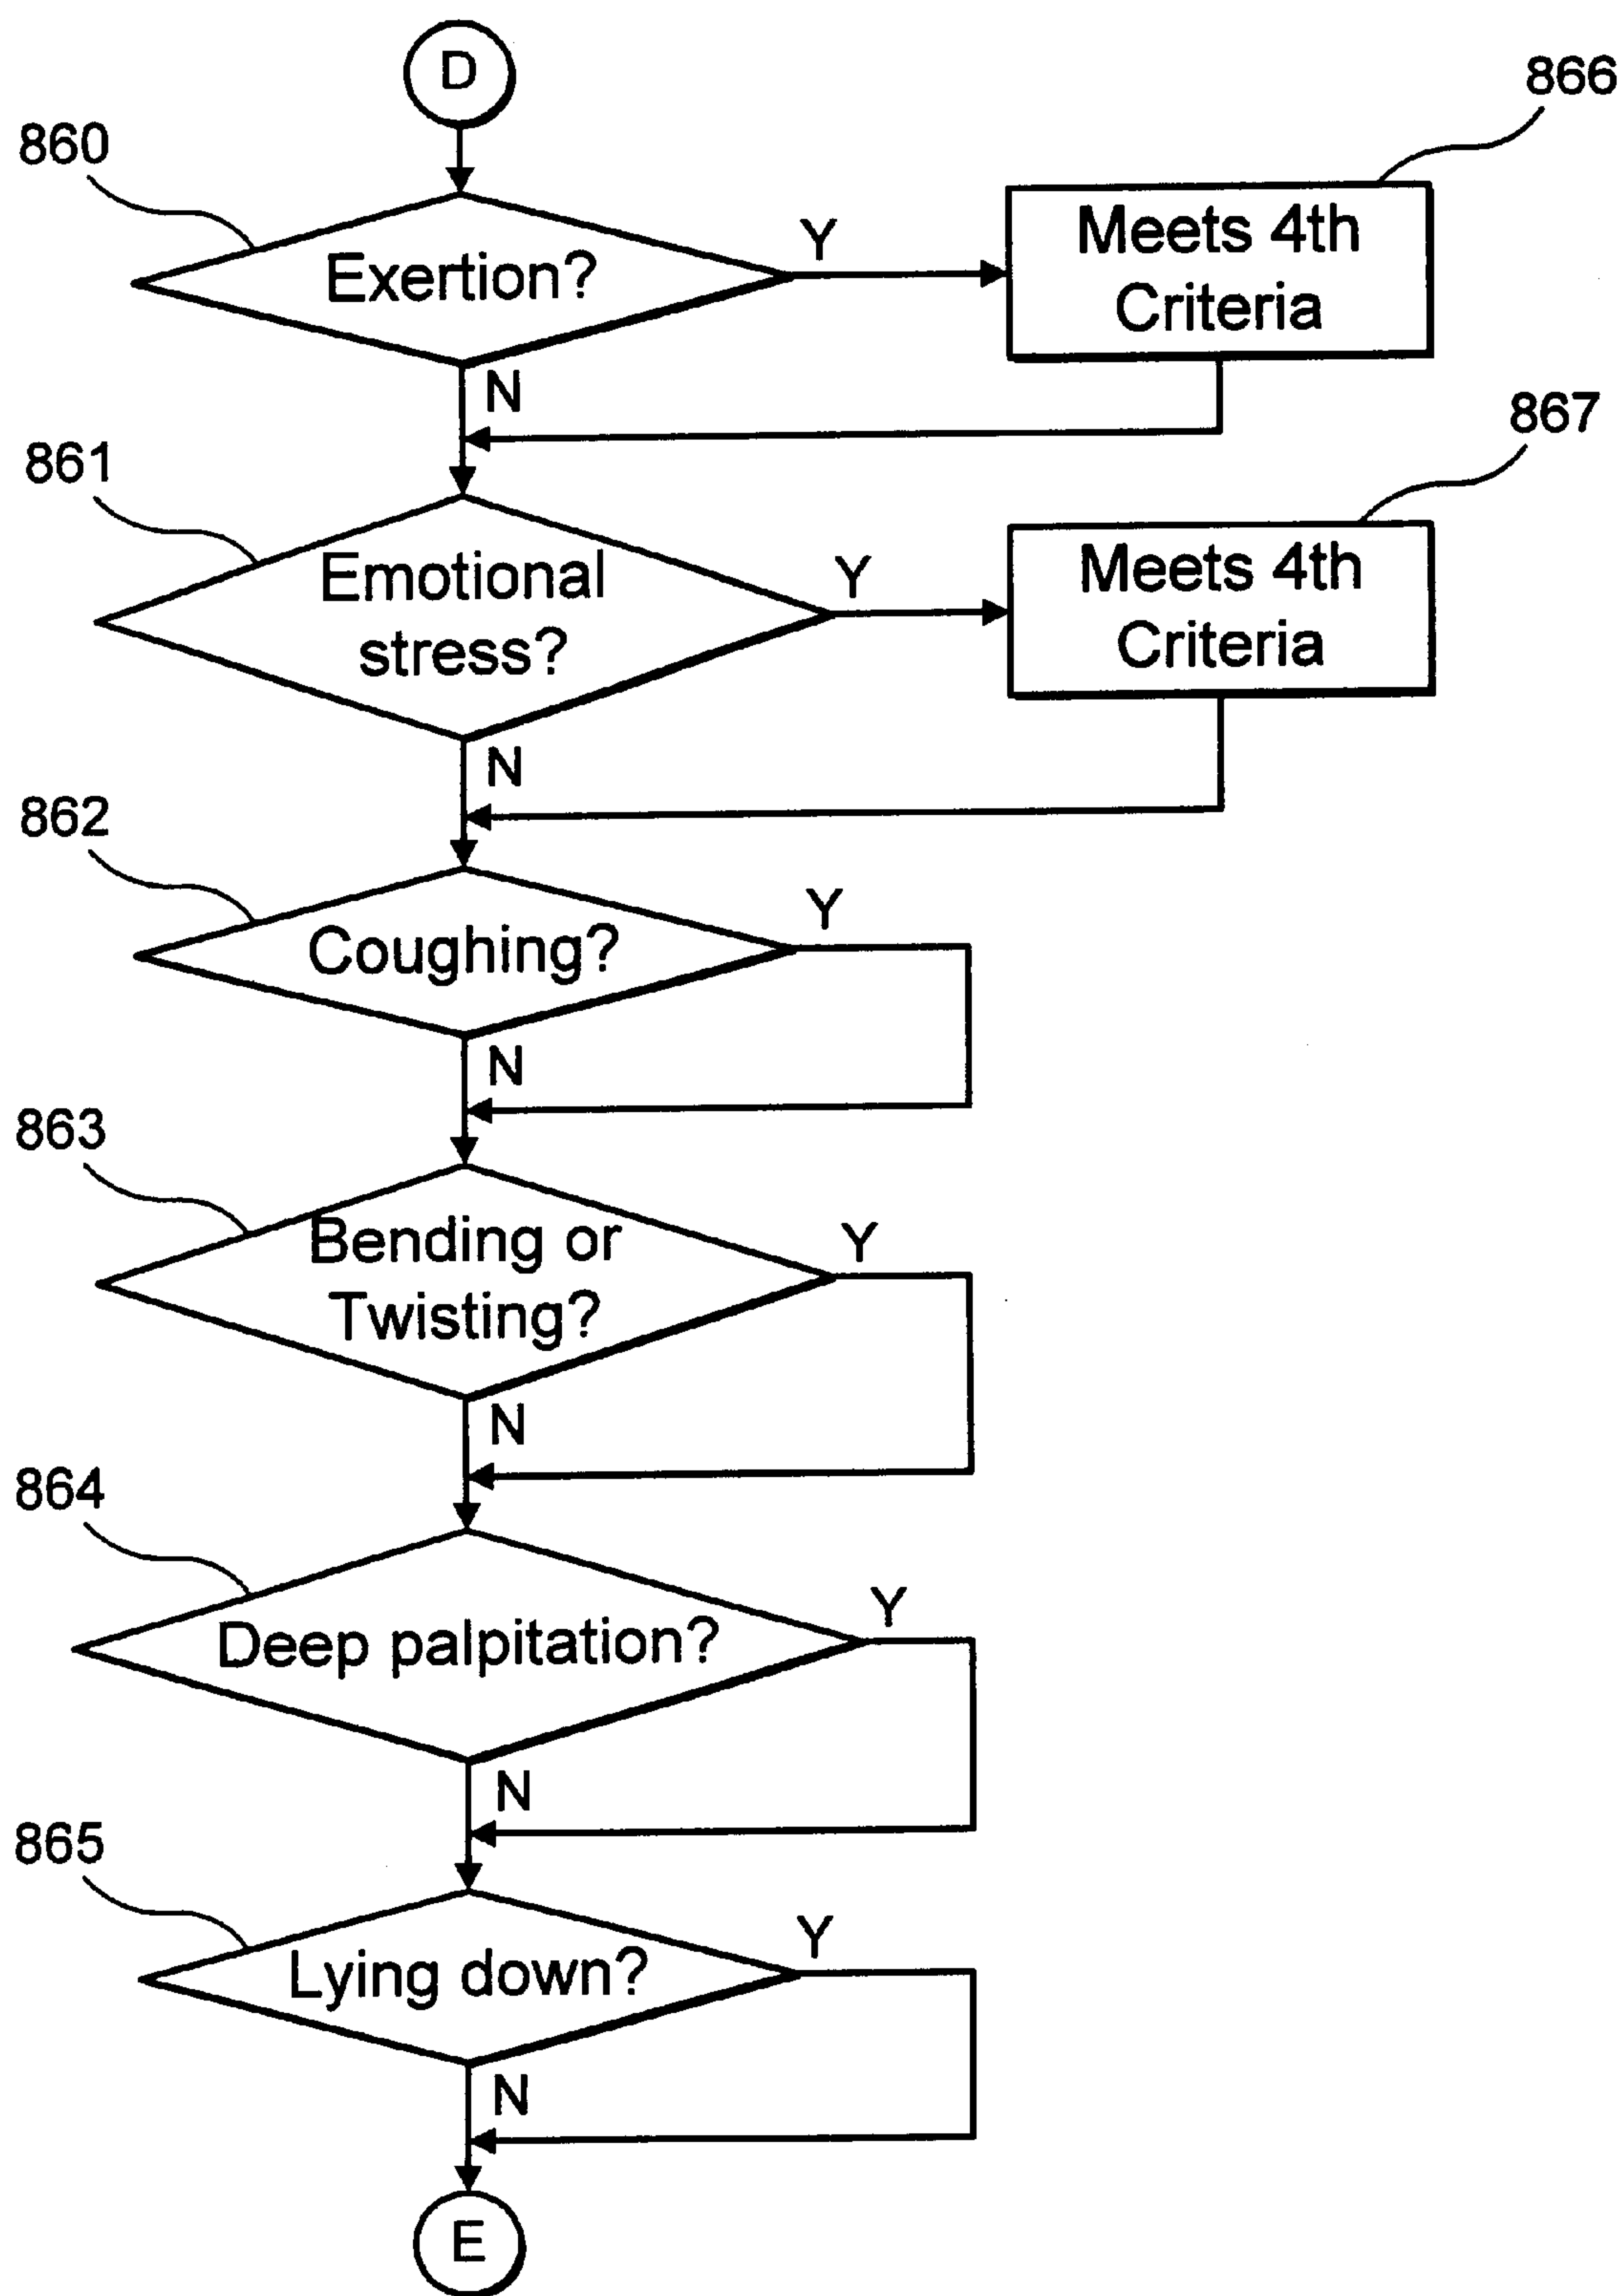 D
860
866
Exertion?
Y
Meets 4th
Criteria
N
861
867
Emotional
stress?
Y
Meets 4th
Criteria
N
862
Coughing?
Y
N
863
Bending or
Twisting?
Y
N
864
Deep palpitation?
Y
N
865
Lying down?
Y
N
E